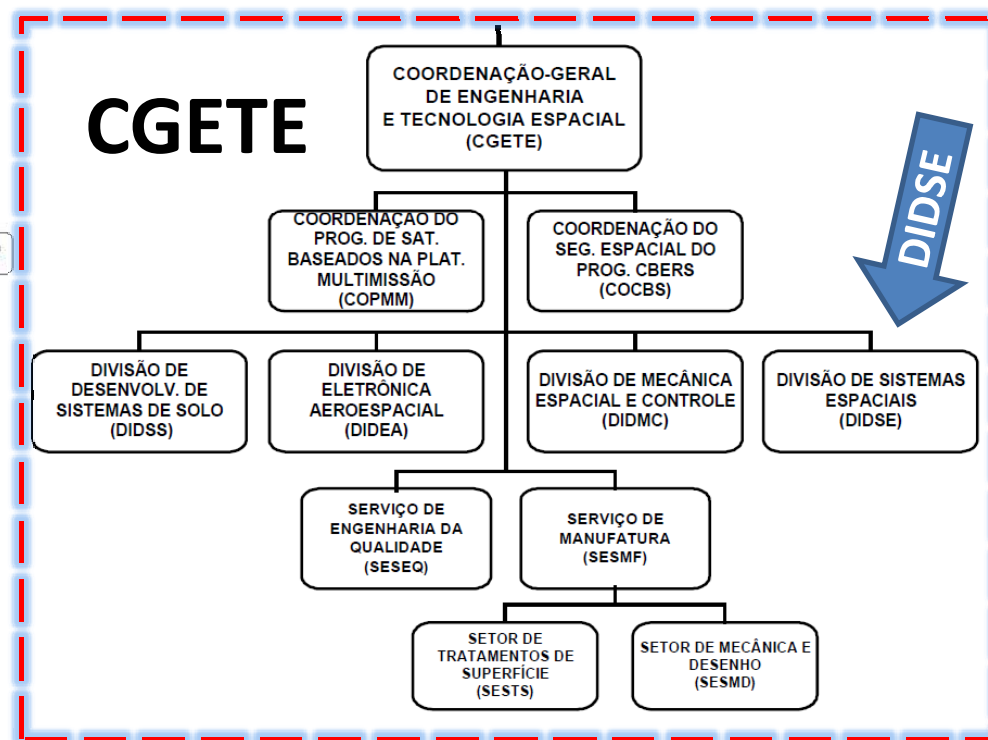 COORDENAÇÃO-GERAL
DE ENGENHARIA
E TECNOLOGIA ESPACIAL
(CGETE)
CGETE
DIDSE
COORDENAÇÃO DO
PROG. DE SAT.
BASEADOS NA PLAT.
MULTIMISSÃO
(COPMM)
COORDENAÇÃO DO
SEG. ESPACIAL DO
PROG. CBERS
(COCBS)
DIVISÃO DE
DESENVOLV. DE
SISTEMAS DE SOLO
(DIDSS)
DIVISÃO DE
ELETRÔNICA
AEROESPACIAL
(DIDEA)
DIVISÃO DE MECÂNICA
ESPACIAL E CONTROLE
(DIDMC)
DIVISÃO DE SISTEMAS
ESPACIAIS
(DIDSE)
SERVIÇO DE
ENGENHARIA DA
QUALIDADE
(SESEQ)
SERVIÇO DE
MANUFATURA
(SESMF)
SETOR DE
TRATAMENTOS DE
SUPERFÍCIE
(SESTS)
SETOR DE MECÂNICA E
DESENHO
(SESMD)